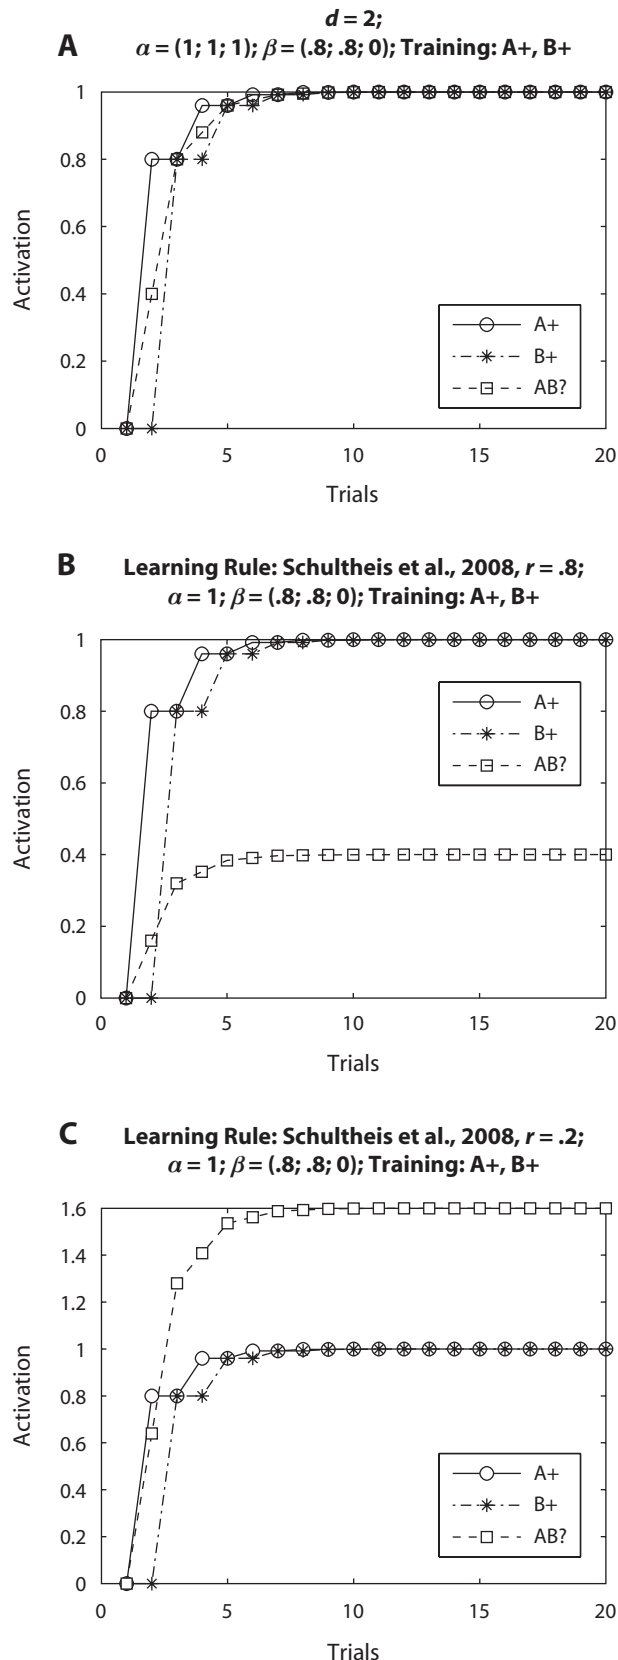 A
d = 2;
α = (1; 1; 1); β = (.8; .8; 0); Training: A+, B+
1
0.8
0.6
0.4
0.2
0
Activation
A+
B+
AB?
0 5 10 15 20
Trials
B
Learning Rule: Schultheis et al., 2008, r = .8;
α = 1; β = (.8; .8; 0); Training: A+, B+
1
0.8
0.6
0.4
0.2
0
Activation
A+
B+
AB?
0 5 10 15 20
Trials
C
Learning Rule: Schultheis et al., 2008, r = .2;
α = 1; β = (.8; .8; 0); Training: A+, B+
1.6
1.4
1.2
1
0.8
0.6
0.4
0.2
0
Activation
A+
B+
AB?
0 5 10 15 20
Trials